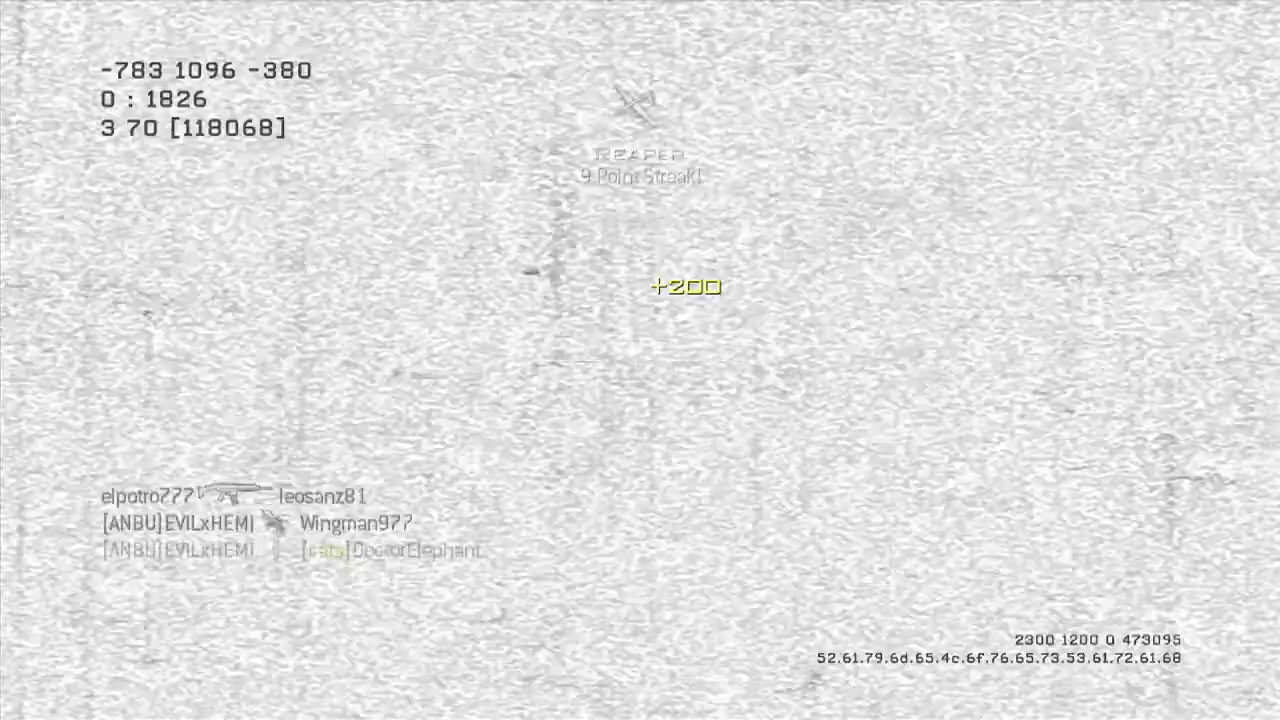 -783 1096 -380
0 : 1826
3 70 [118068]
REAPER
9 Point Streak!
+200
elpotro777 leosanz81
[ANBU]EVILxHEMI Wingman977
[ANBU]EVILxHEMI [cats]DoctorElephant
2300 1200 0 473095
52.61.79.6d.65.4c.6f.76.65.73.53.61.72.61.68